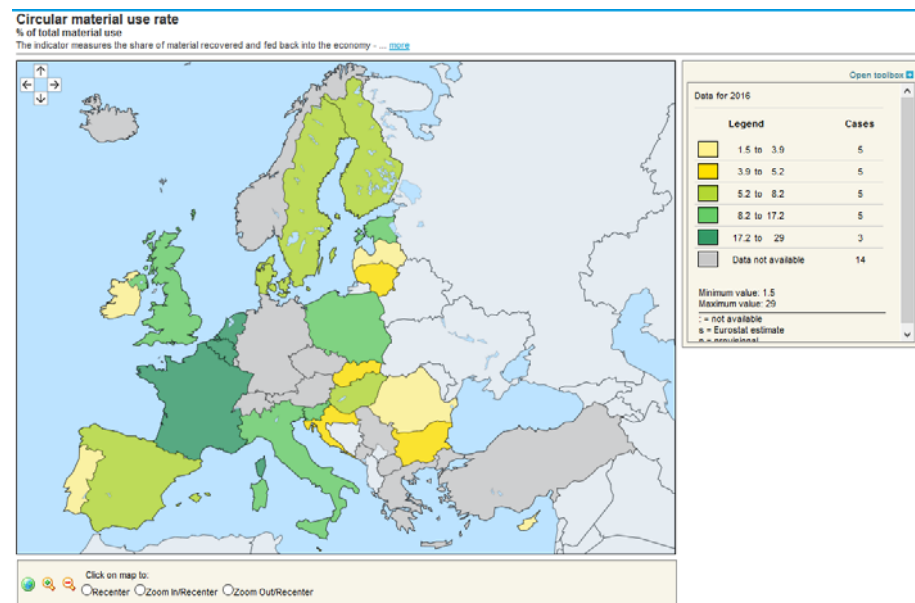 Circular material use rate
% of total material use
The indicator measures the share of material recovered and fed back into the economy - ... more
Open toolbox
Data for 2016
Legend Cases
1.5 to 3.9 5
3.9 to 5.2 5
5.2 to 8.2 5
8.2 to 17.2 5
17.2 to 29 3
Data not available 14
Minimum value: 1.5
Maximum value: 29
: = not available
s = Eurostat estimate
p = provisional
Click on map to:
Recenter Zoom In/Recenter Zoom Out/Recenter